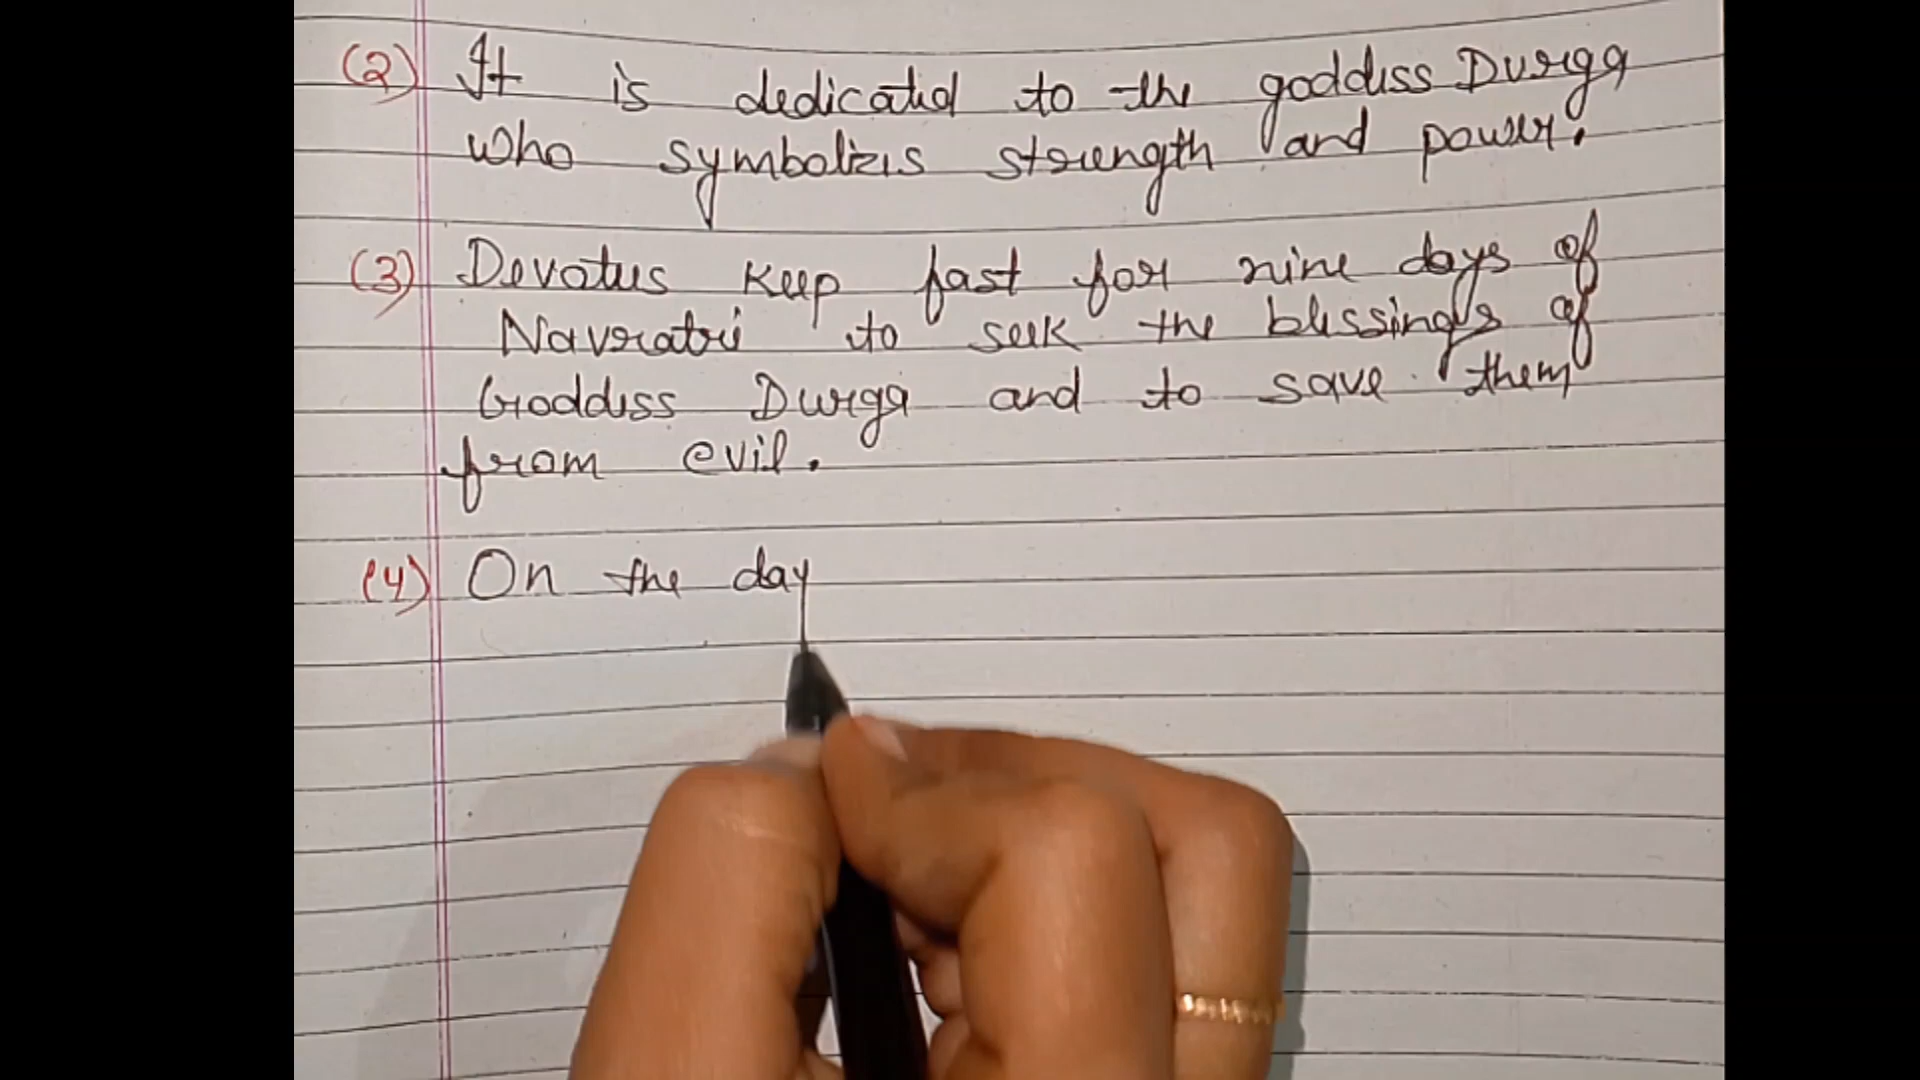 (2) It is dedicated to the goddess Durga
who symbolizes strength and power.
(3) Devotees keep fast for nine days of
Navratri to seek the blessings of
Goddess Durga and to save them
from evil.
(4) On the day